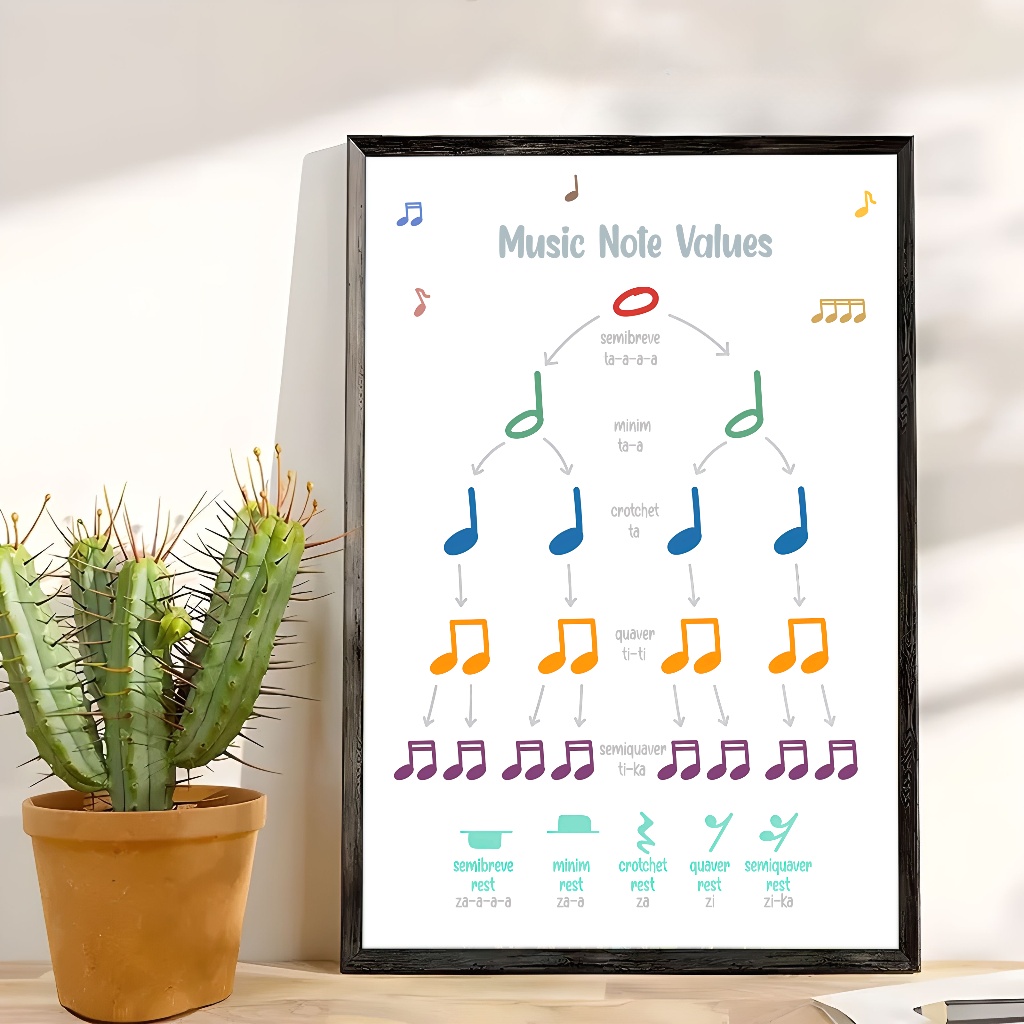 Music Note Values
semibreve
ta-a-a-a
minim
ta-a
crotchet
ta
quaver
ti-ti
semiquaver
ti-ka
semibreve
rest
za-a-a-a
minim
rest
za-a
crotchet
rest
za
quaver
rest
zi
semiquaver
rest
zi-ka